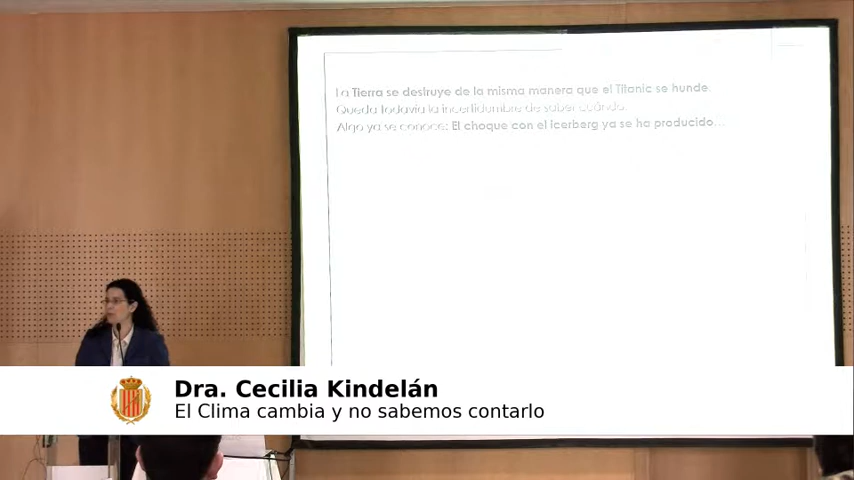 La Tierra se destruye de la misma manera que el Titanic se hunde.
Queda todavía la incertidumbre de saber cuándo.
Algo ya se conoce: El choque con el icerberg ya se ha producido...
Dra. Cecilia Kindelán
El Clima cambia y no sabemos contarlo